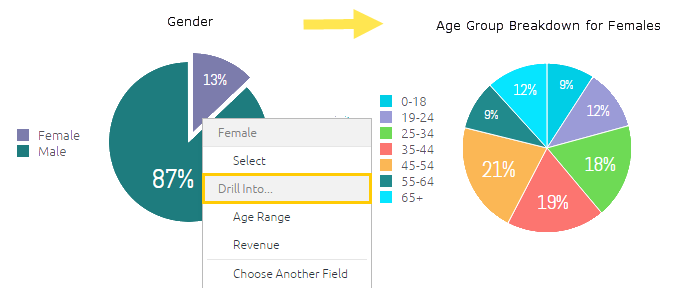 Gender
Age Group Breakdown for Females
13%
87%
Female
Male
Female
Select
Drill Into...
Age Range
Revenue
Choose Another Field
0-18
19-24
25-34
35-44
45-54
55-64
65+
9%
12%
18%
19%
21%
9%
12%